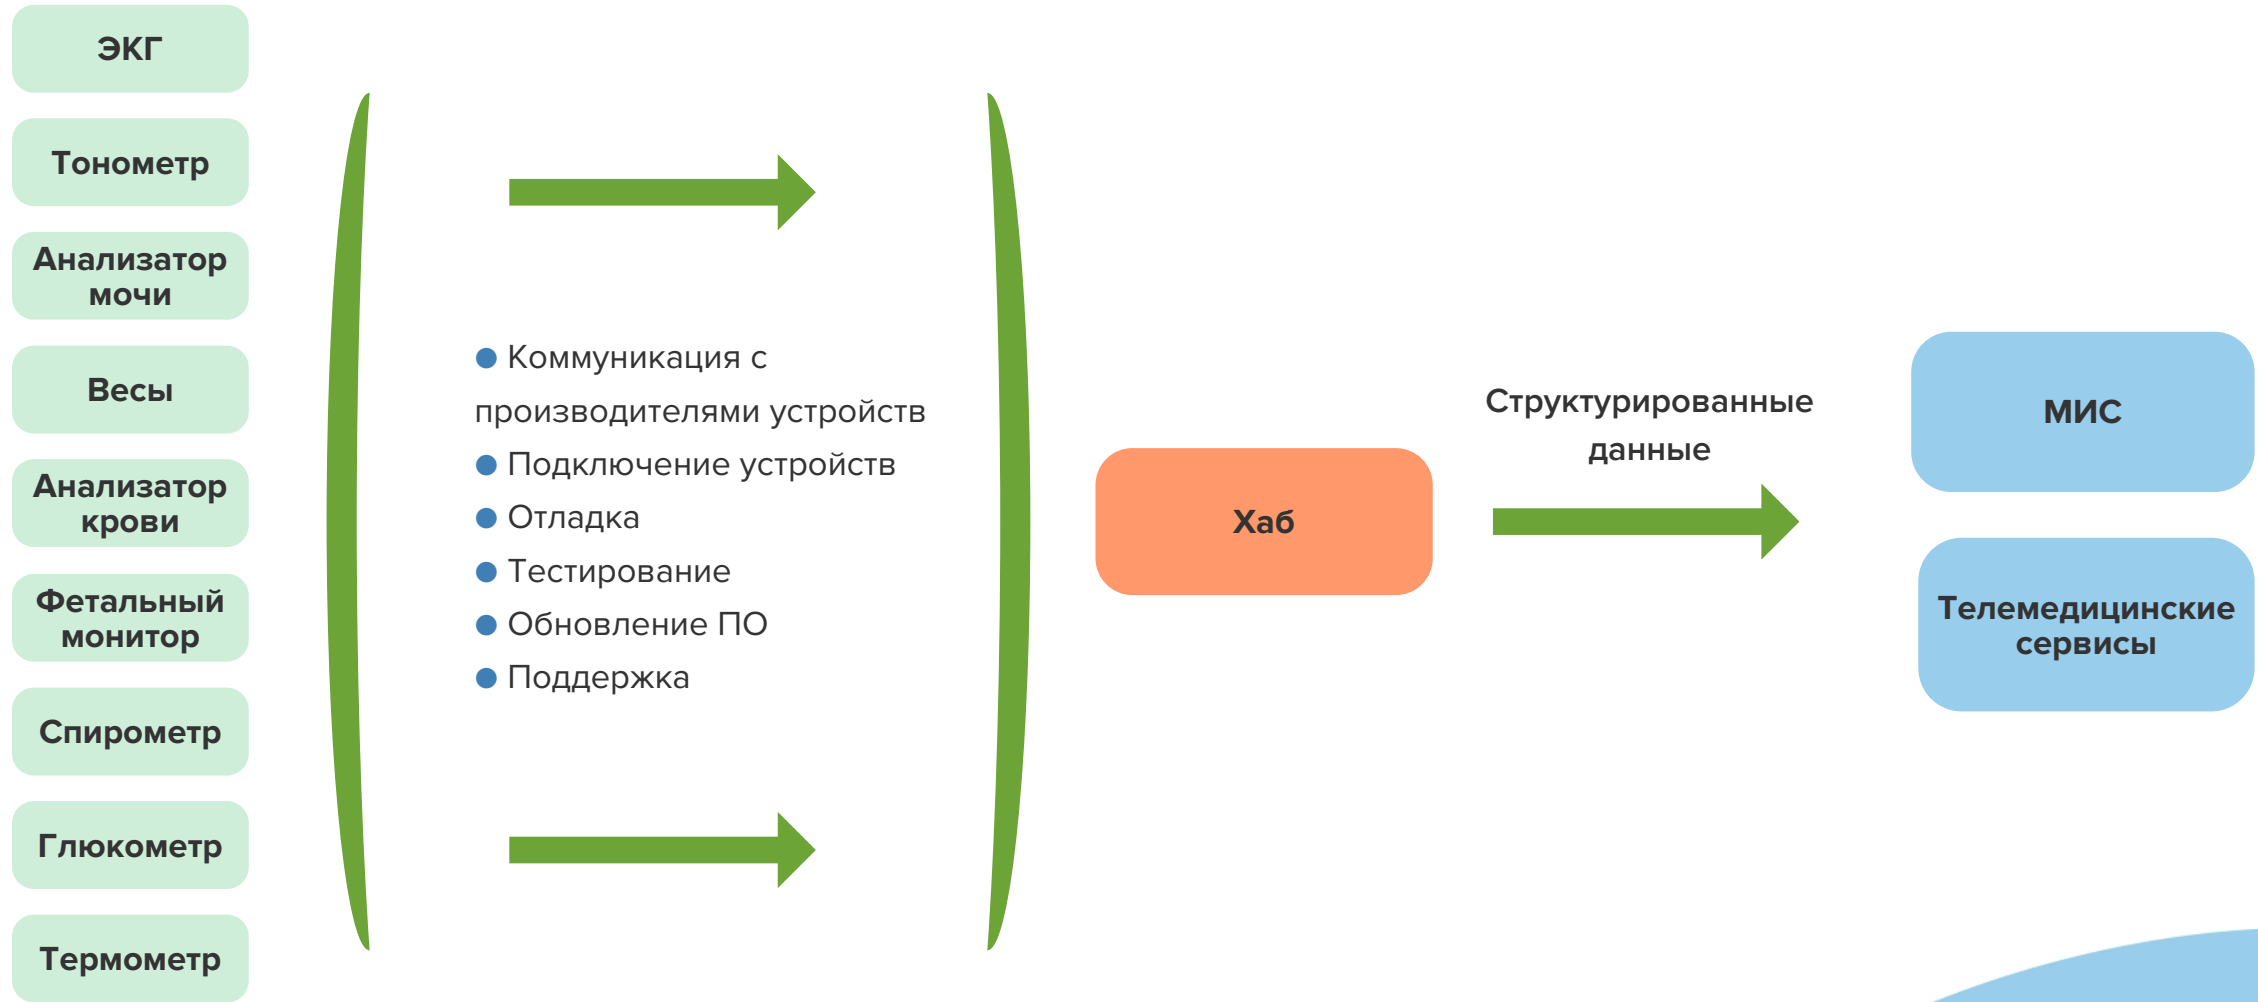 ЭКГ
Тонометр
Анализатор
мочи
Весы
Анализатор
крови
Фетальный
монитор
Спирометр
Глюкометр
Термометр
● Коммуникация с
производителями устройств
● Подключение устройств
● Отладка
● Тестирование
● Обновление ПО
● Поддержка
Хаб
Структурированные
данные
МИС
Телемедицинские
сервисы